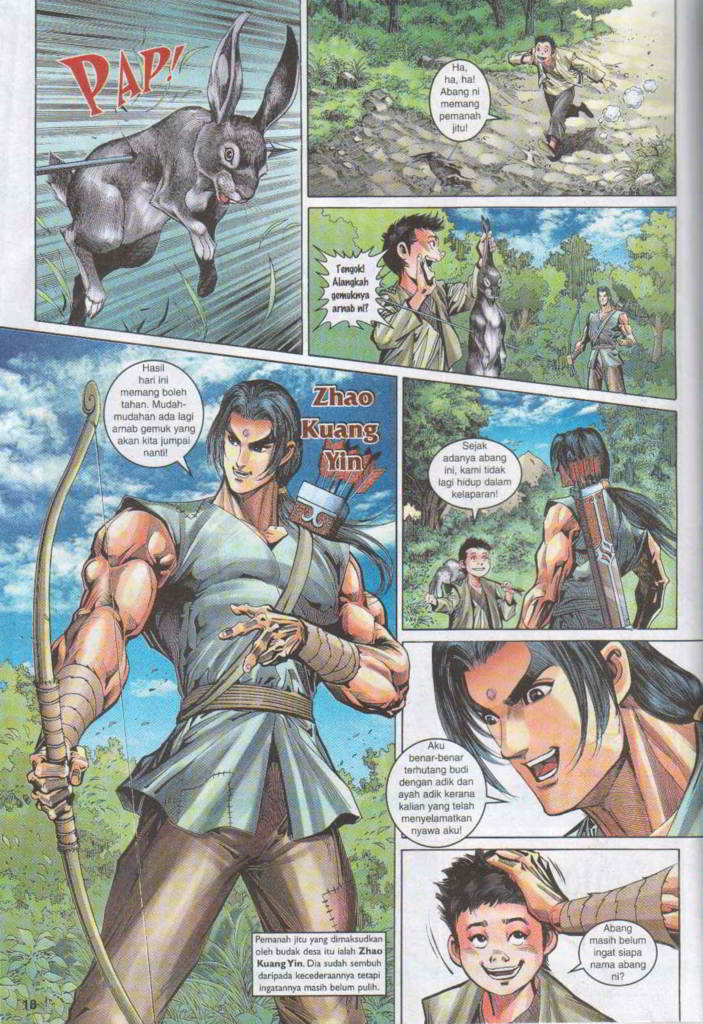 PAP!
Ha,
ha, ha!
Abang ni
memang
pemanah
jitu!
Tengok!
Alangkah
gemuknya
arnab ni?
Hasil
hari ini
memang boleh
tahan. Mudah-
mudahan ada lagi
arnab gemuk yang
akan kita jumpai
nanti!
Zhao
Kuang
Yin
Sejak
adanya abang
ini, kami tidak
lagi hidup dalam
kelaparan!
Aku
benar-benar
terhutang budi
dengan adik dan
ayah adik kerana
kalian yang telah
menyelamatkan
nyawa aku!
Pemanah jitu yang dimaksudkan
oleh budak desa itu ialah Zhao
Kuang Yin. Dia sudah sembuh
daripada kecederaannya tetapi
ingatannya masih belum pulih.
Abang
masih belum
ingat siapa
nama abang
ni?
18